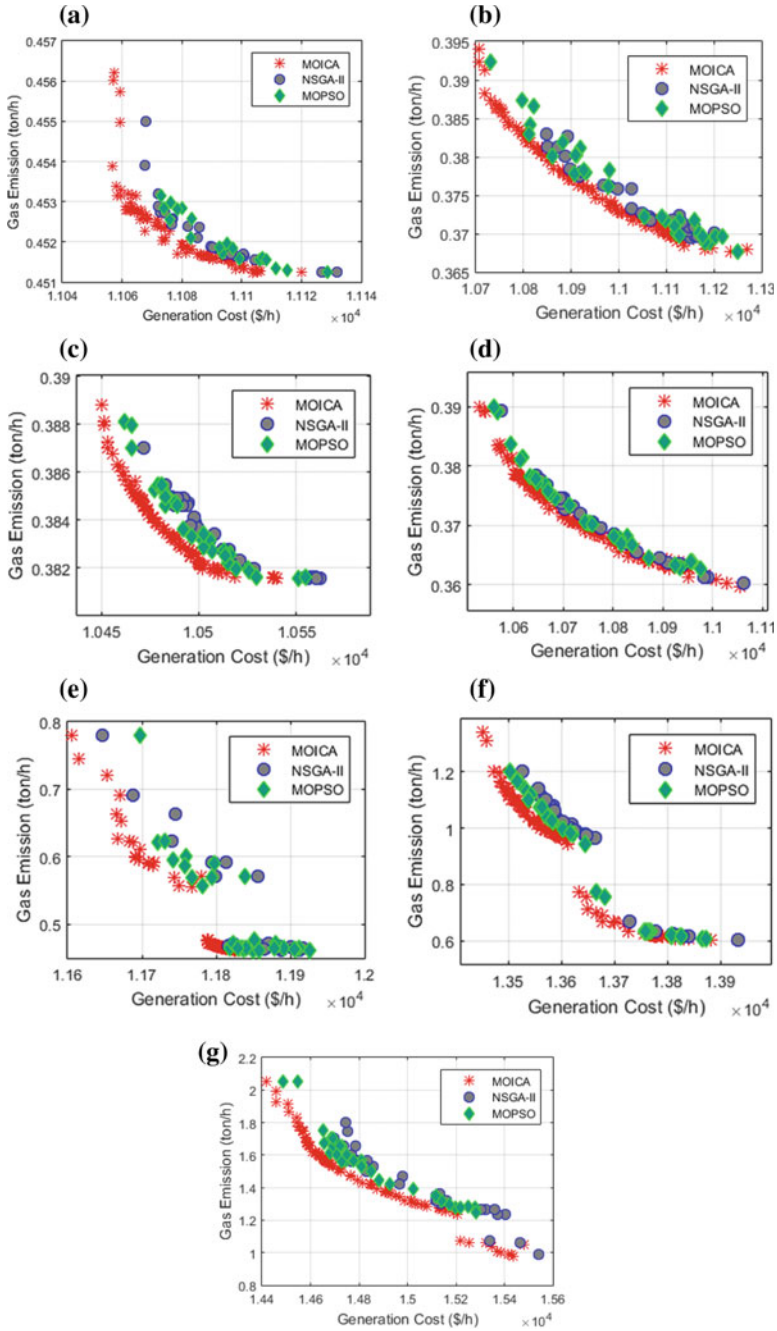 (a)
0.457
0.456
0.455
0.454
0.453
0.452
0.451
Gas Emission (ton/h)
MOICA
NSGA-II
MOPSO
1.104 1.106 1.108 1.11 1.112 1.114
Generation Cost ($/h)
×10⁴
(b)
0.395
0.39
0.385
0.38
0.375
0.37
0.365
Gas Emission (ton/h)
MOICA
NSGA-II
MOPSO
1.07 1.08 1.09 1.1 1.11 1.12 1.13
Generation Cost ($/h)
×10⁴
(c)
0.39
0.388
0.386
0.384
0.382
Gas Emission (ton/h)
MOICA
NSGA-II
MOPSO
1.045 1.05 1.055
Generation Cost ($/h)
×10⁴
(d)
0.39
0.38
0.37
0.36
Gas Emission (ton/h)
MOICA
NSGA-II
MOPSO
1.06 1.07 1.08 1.09 1.1 1.11
Generation Cost ($/h)
×10⁴
(e)
0.8
0.7
0.6
0.5
Gas Emission (ton/h)
MOICA
NSGA-II
MOPSO
1.16 1.17 1.18 1.19 1.2
Generation Cost ($/h)
×10⁴
(f)
1.2
1
0.8
0.6
Gas Emission (ton/h)
MOICA
NSGA-II
MOPSO
1.35 1.36 1.37 1.38 1.39
Generation Cost ($/h)
×10⁴
(g)
2.2
2
1.8
1.6
1.4
1.2
1
0.8
Gas Emission (ton/h)
MOICA
NSGA-II
MOPSO
1.44 1.46 1.48 1.5 1.52 1.54 1.56
Generation Cost ($/h)
×10⁴